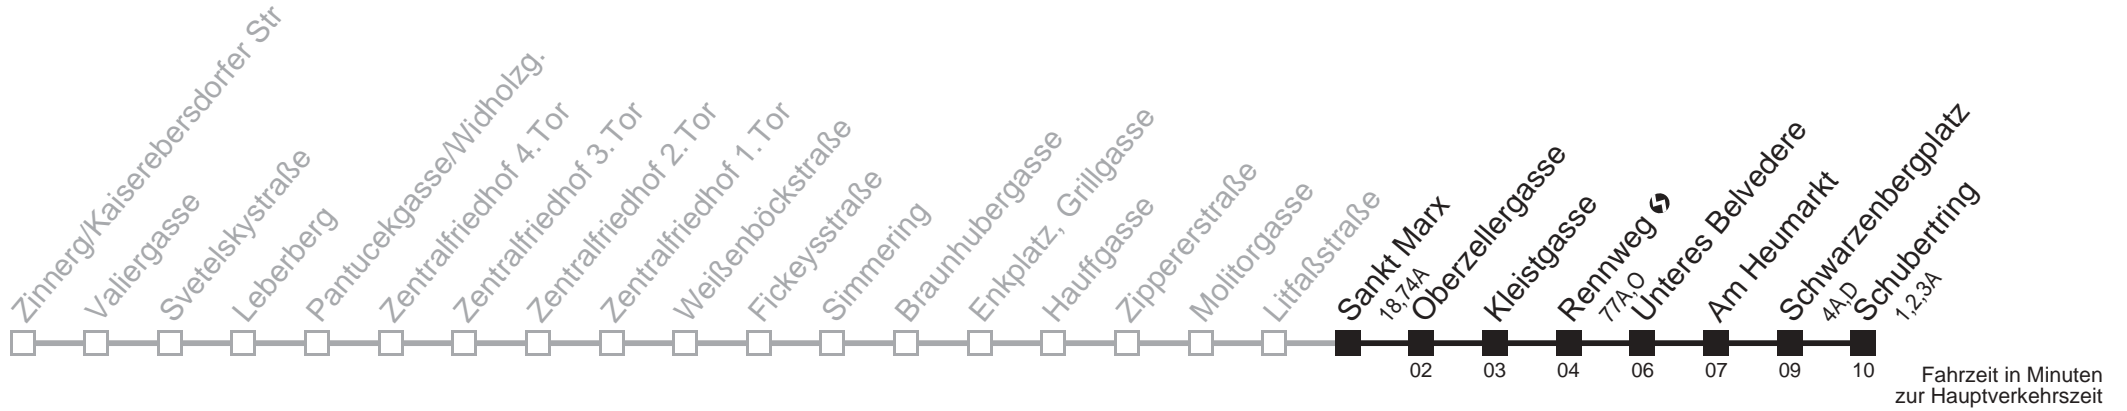 Zinnerg/Kaiserebersdorfer Str
Valiergasse
Svetelskystraße
Leberberg
Pantucekgasse/Widholzg.
Zentralfriedhof 4.Tor
Zentralfriedhof 3.Tor
Zentralfriedhof 2.Tor
Zentralfriedhof 1.Tor
Weißenböckstraße
Fickeysstraße
Simmering
Braunhubergasse
Enkplatz, Grillgasse
Hauffgasse
Zippererstraße
Molitorgasse
Litfaßstraße
Sankt Marx
18,74A
Oberzellergasse
Kleistgasse
Rennweg
77A,O
Unteres Belvedere
Am Heumarkt
Schwarzenbergplatz
4A,D
Schubertring
1,2,3A
02 03 04 06 07 09 10
Fahrzeit in Minuten
zur Hauptverkehrszeit